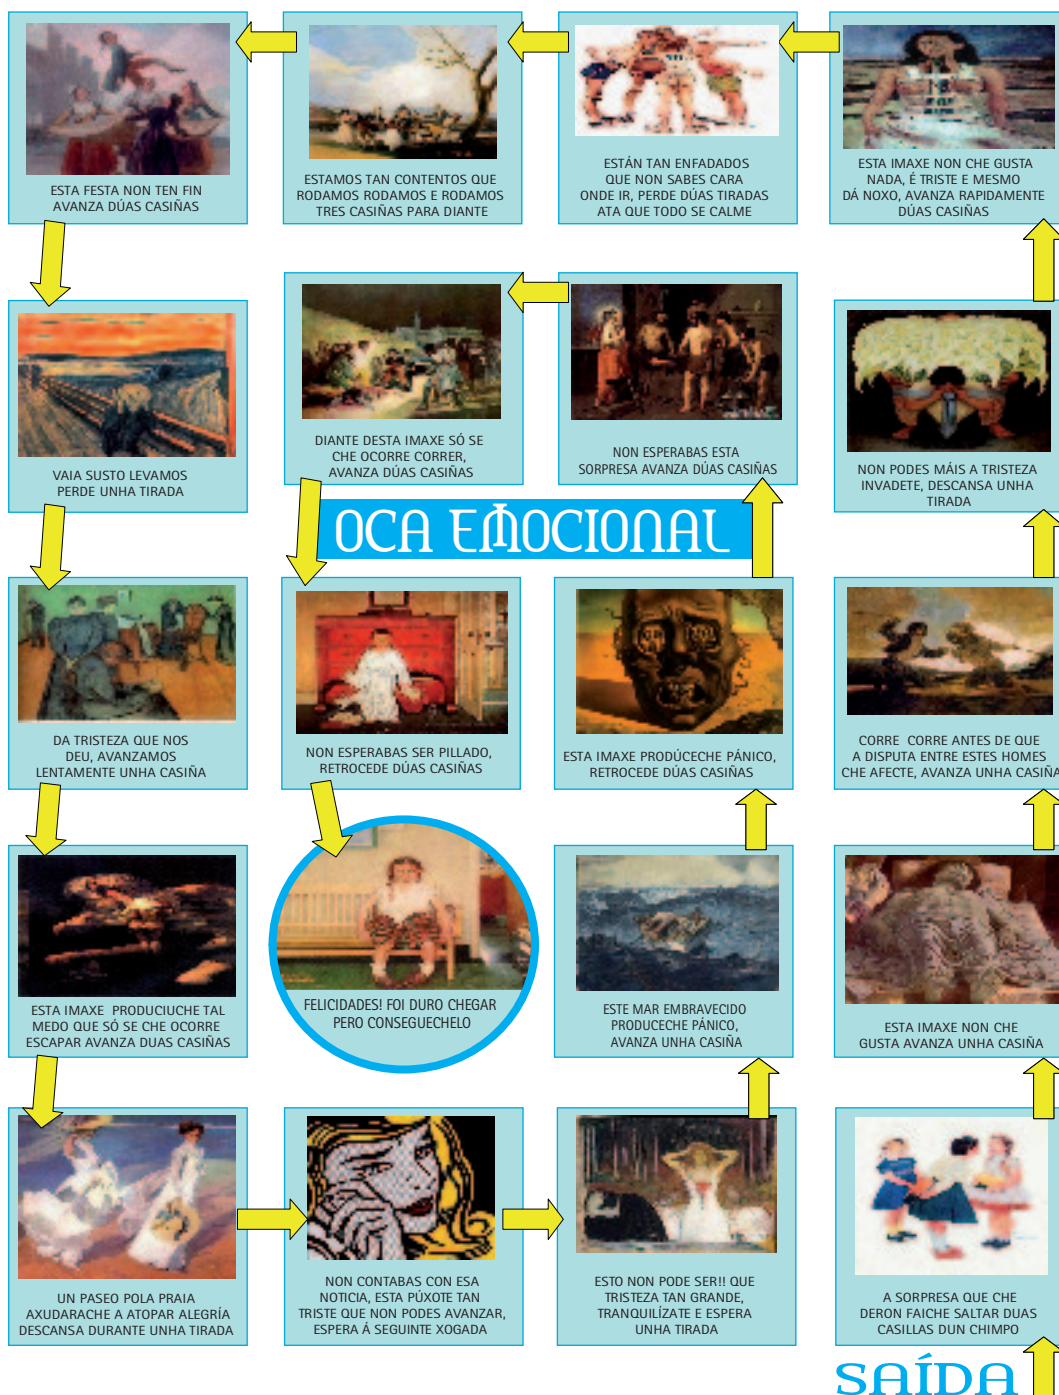 ESTA FESTA NON TEN FIN
AVANZA DÚAS CASIÑAS
ESTAMOS TAN CONTENTOS QUE
RODAMOS RODAMOS E RODAMOS
TRES CASIÑAS PARA DIANTE
ESTÁN TAN ENFADADOS
QUE NON SABES CARA
ONDE IR, PERDE DÚAS TIRADAS
ATA QUE TODO SE CALME
ESTA IMAXE NON CHE GUSTA
NADA, É TRISTE E MESMO
DÁ NOXO, AVANZA RAPIDAMENTE
DÚAS CASIÑAS
VAIA SUSTO LEVAMOS
PERDE UNHA TIRADA
DIANTE DESTA IMAXE SÓ SE
CHE OCORRE CORRER,
AVANZA DÚAS CASIÑAS
NON ESPERABAS ESTA
SORPRESA AVANZA DÚAS CASIÑAS
NON PODES MÁIS A TRISTEZA
INVADETE, DESCANSA UNHA
TIRADA
OCA EMOCIONAL
DA TRISTEZA QUE NOS
DEU, AVANZAMOS
LENTAMENTE UNHA CASIÑA
NON ESPERABAS SER PILLADO,
RETROCEDE DÚAS CASIÑAS
ESTA IMAXE PRODÚCECHE PÁNICO,
RETROCEDE DÚAS CASIÑAS
CORRE CORRE ANTES DE QUE
A DISPUTA ENTRE ESTES HOMES
CHE AFECTE, AVANZA UNHA CASIÑA
ESTA IMAXE PRODUCIUCHE TAL
MEDO QUE SÓ SE CHE OCORRE
ESCAPAR AVANZA DUAS CASIÑAS
FELICIDADES! FOI DURO CHEGAR
PERO CONSEGUECHELO
ESTE MAR EMBRAVECIDO
PRODUCECHE PÁNICO,
AVANZA UNHA CASIÑA
ESTA IMAXE NON CHE
GUSTA AVANZA UNHA CASIÑA
UN PASEO POLA PRAIA
AXUDARACHE A ATOPAR ALEGRÍA
DESCANSA DURANTE UNHA TIRADA
NON CONTABAS CON ESA
NOTICIA, ESTA PÚXOTE TAN
TRISTE QUE NON PODES AVANZAR,
ESPERA Á SEGUINTE XOGADA
ESTO NON PODE SER!! QUE
TRISTEZA TAN GRANDE,
TRANQUILÍZATE E ESPERA
UNHA TIRADA
A SORPRESA QUE CHE
DERON FAICHE SALTAR DUAS
CASILLAS DUN CHIMPO
SAÍDA